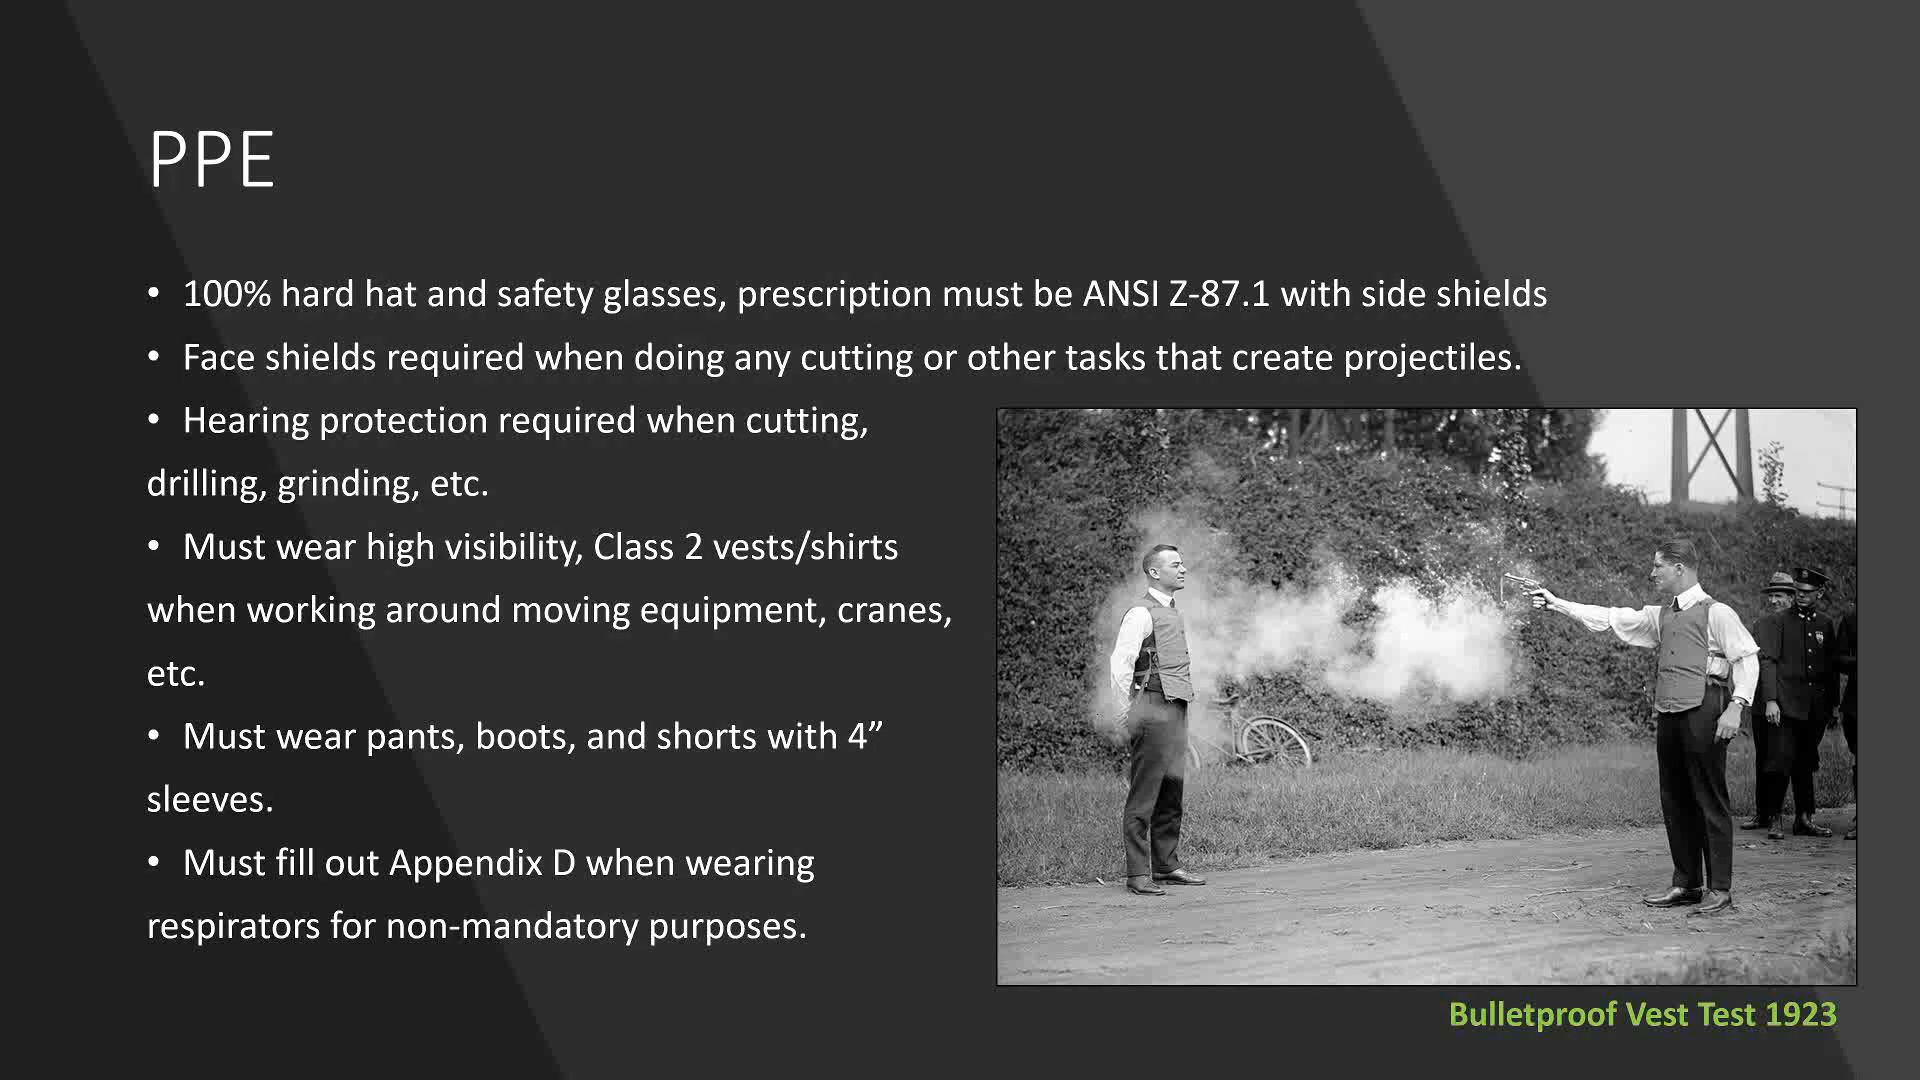 PPE
• 100% hard hat and safety glasses, prescription must be ANSI Z-87.1 with side shields
• Face shields required when doing any cutting or other tasks that create projectiles.
• Hearing protection required when cutting,
drilling, grinding, etc.
• Must wear high visibility, Class 2 vests/shirts
when working around moving equipment, cranes,
etc.
• Must wear pants, boots, and shorts with 4”
sleeves.
• Must fill out Appendix D when wearing
respirators for non-mandatory purposes.
Bulletproof Vest Test 1923